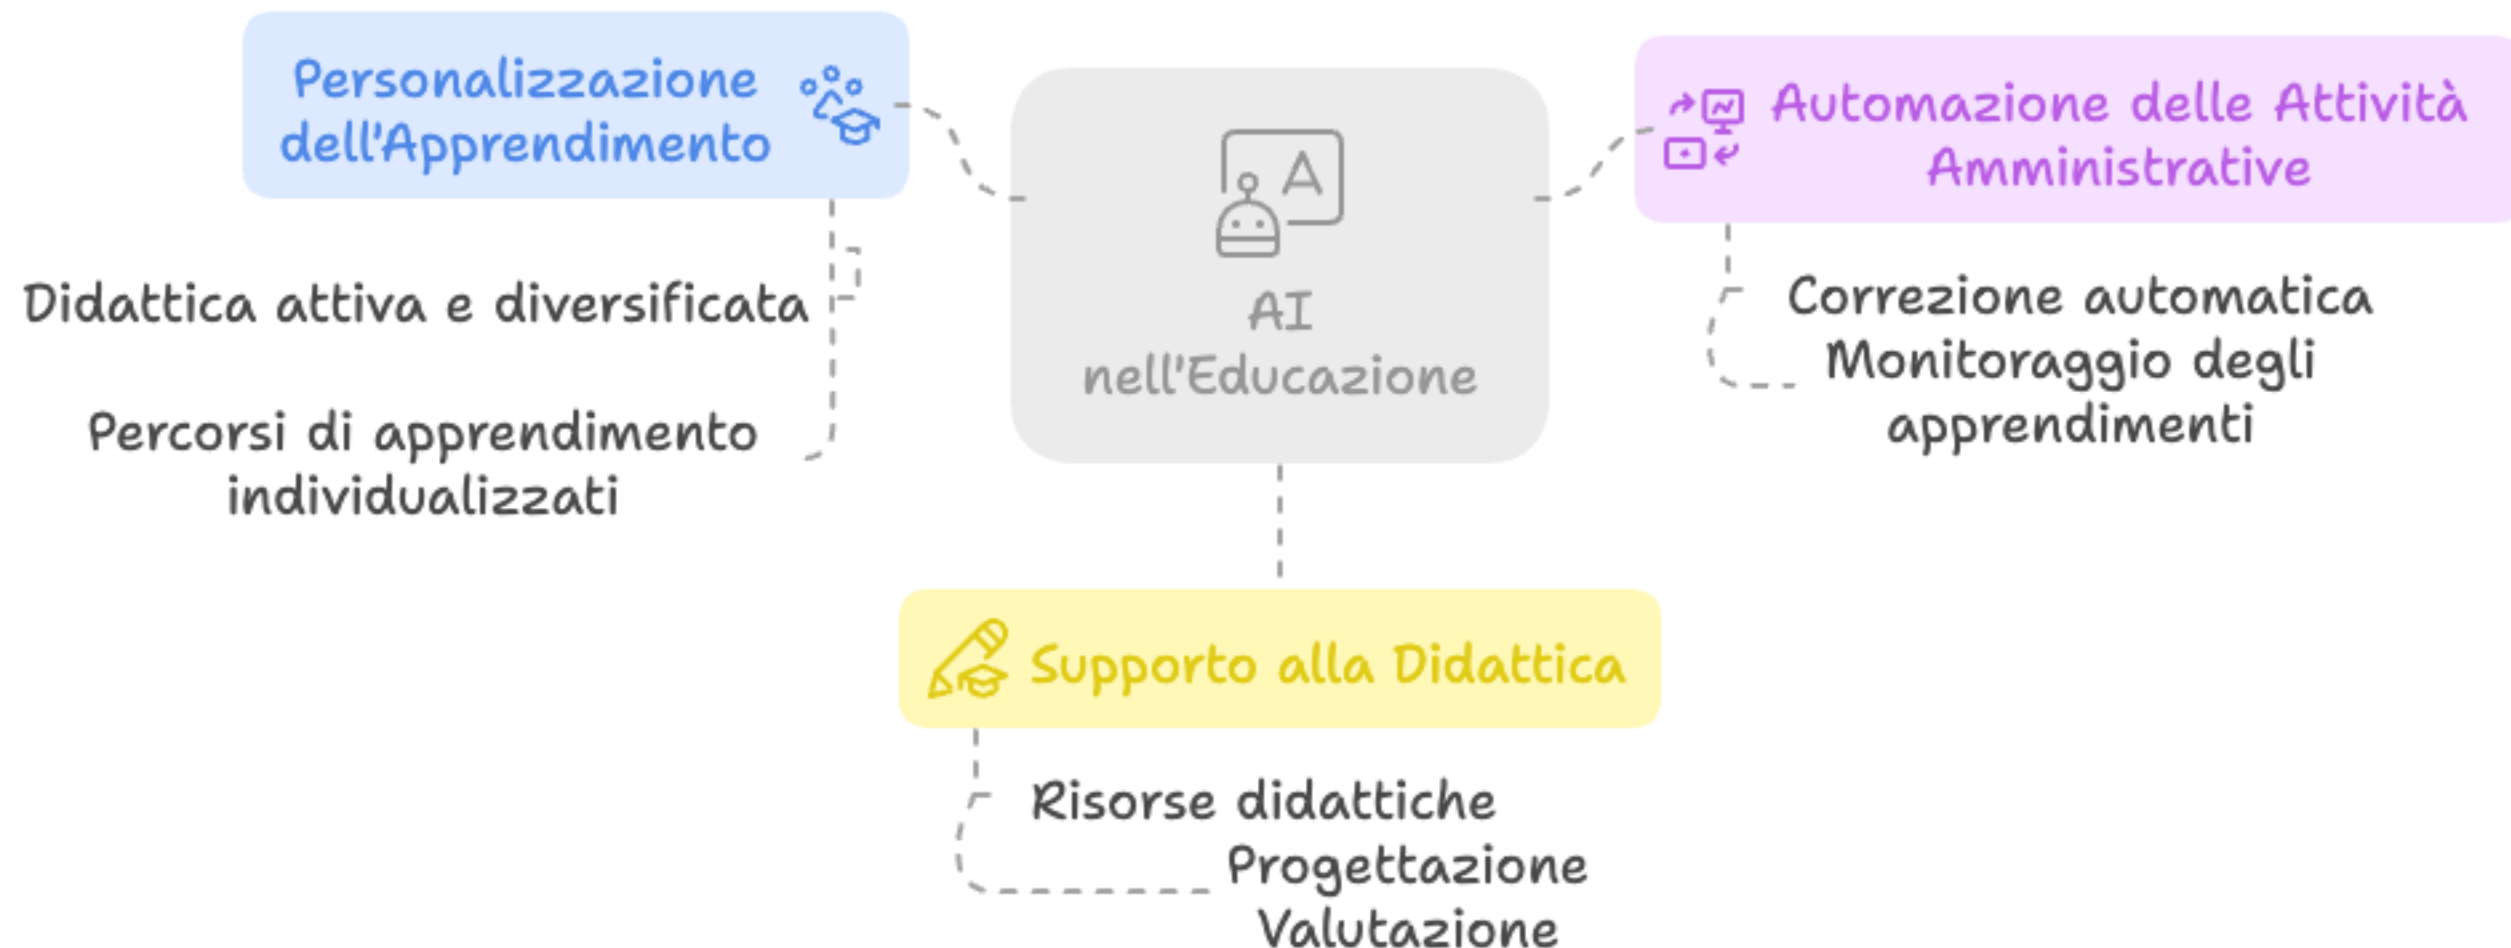 Personalizzazione
dell'Apprendimento
Didattica attiva e diversificata
Percorsi di apprendimento
individualizzati
A
AI
nell'Educazione
Automazione delle Attività
Amministrative
Correzione automatica
Monitoraggio degli
apprendimenti
Supporto alla Didattica
Risorse didattiche
Progettazione
Valutazione